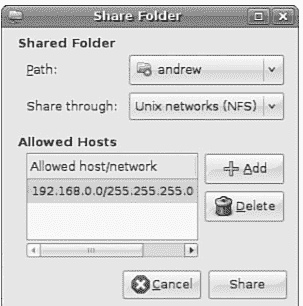 Share Folder
Shared Folder
Path:
andrew
Share through:
Unix networks (NFS)
Allowed Hosts
Allowed host/network
192.168.0.0/255.255.255.0
Add
Delete
Cancel
Share